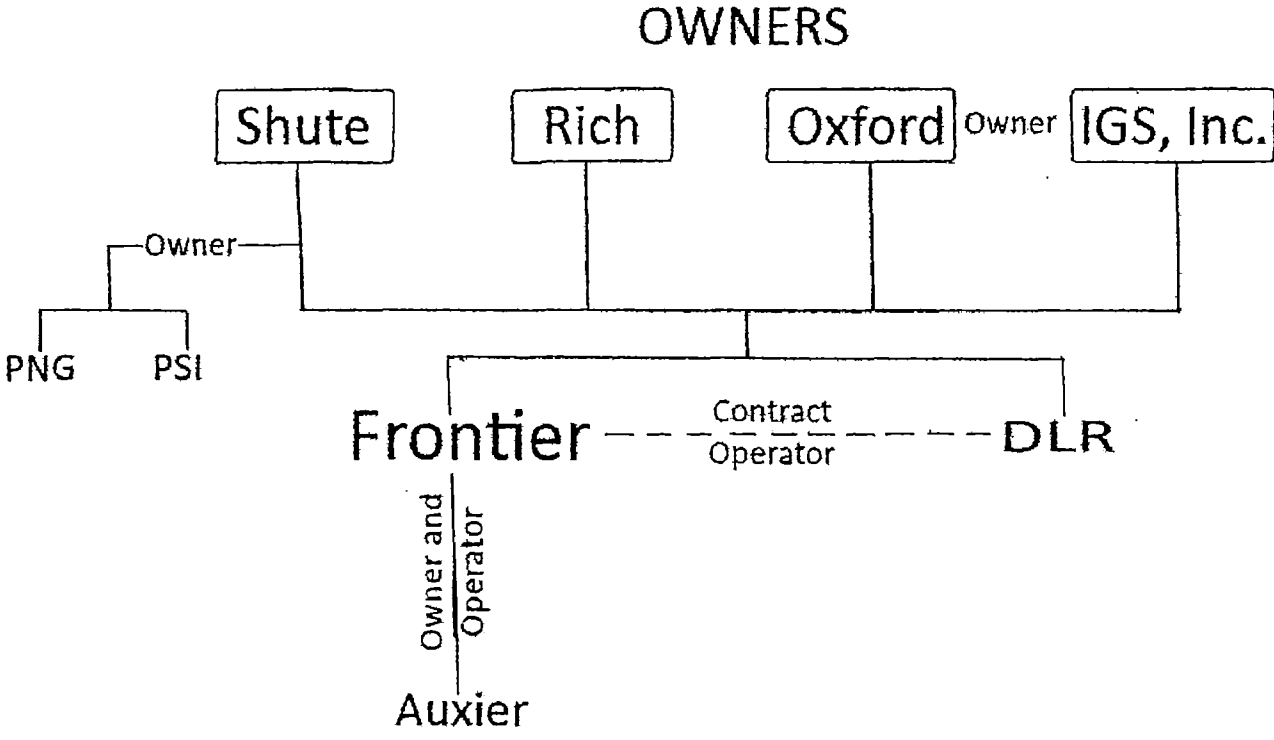 OWNERS
Shute
Rich
Oxford
Owner
IGS, Inc.
Owner
PNG
PSI
Frontier
Contract
Operator
DLR
Owner and
Operator
Auxier